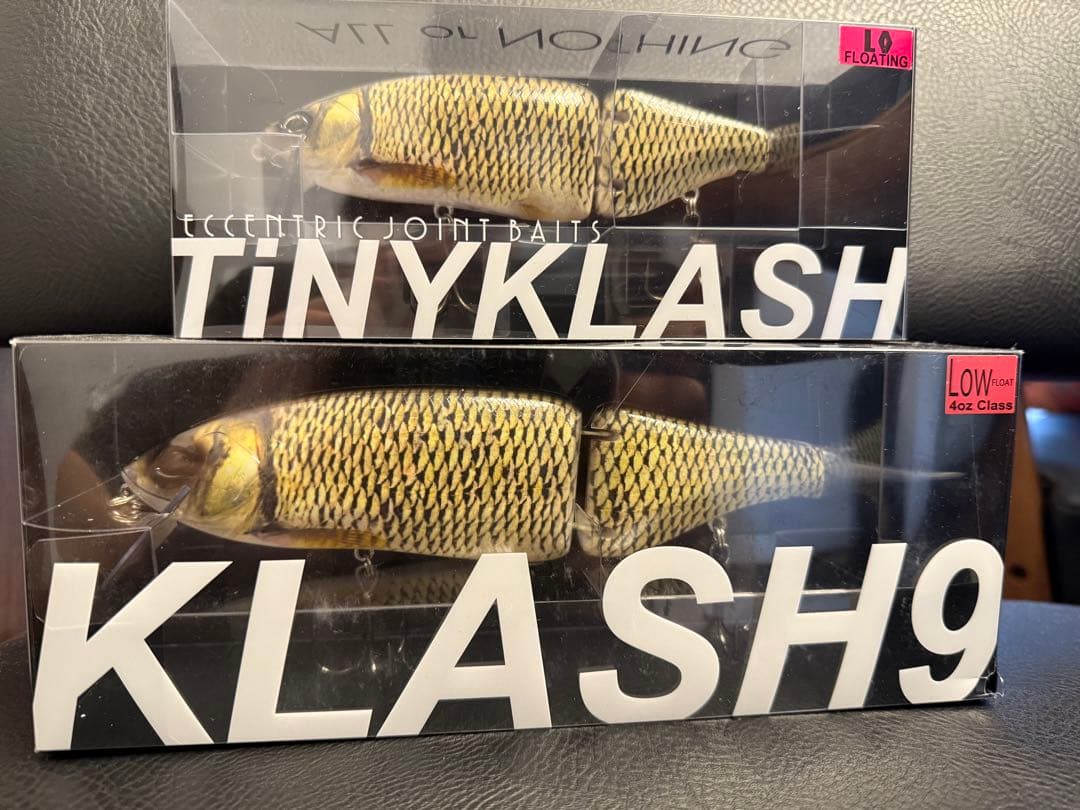 ALL or NOTHING
LO
FLOATING
ECCENTRIC JOINT BAITS
TiNYKLASH
LOW FLOAT
4oz Class
KLASH9